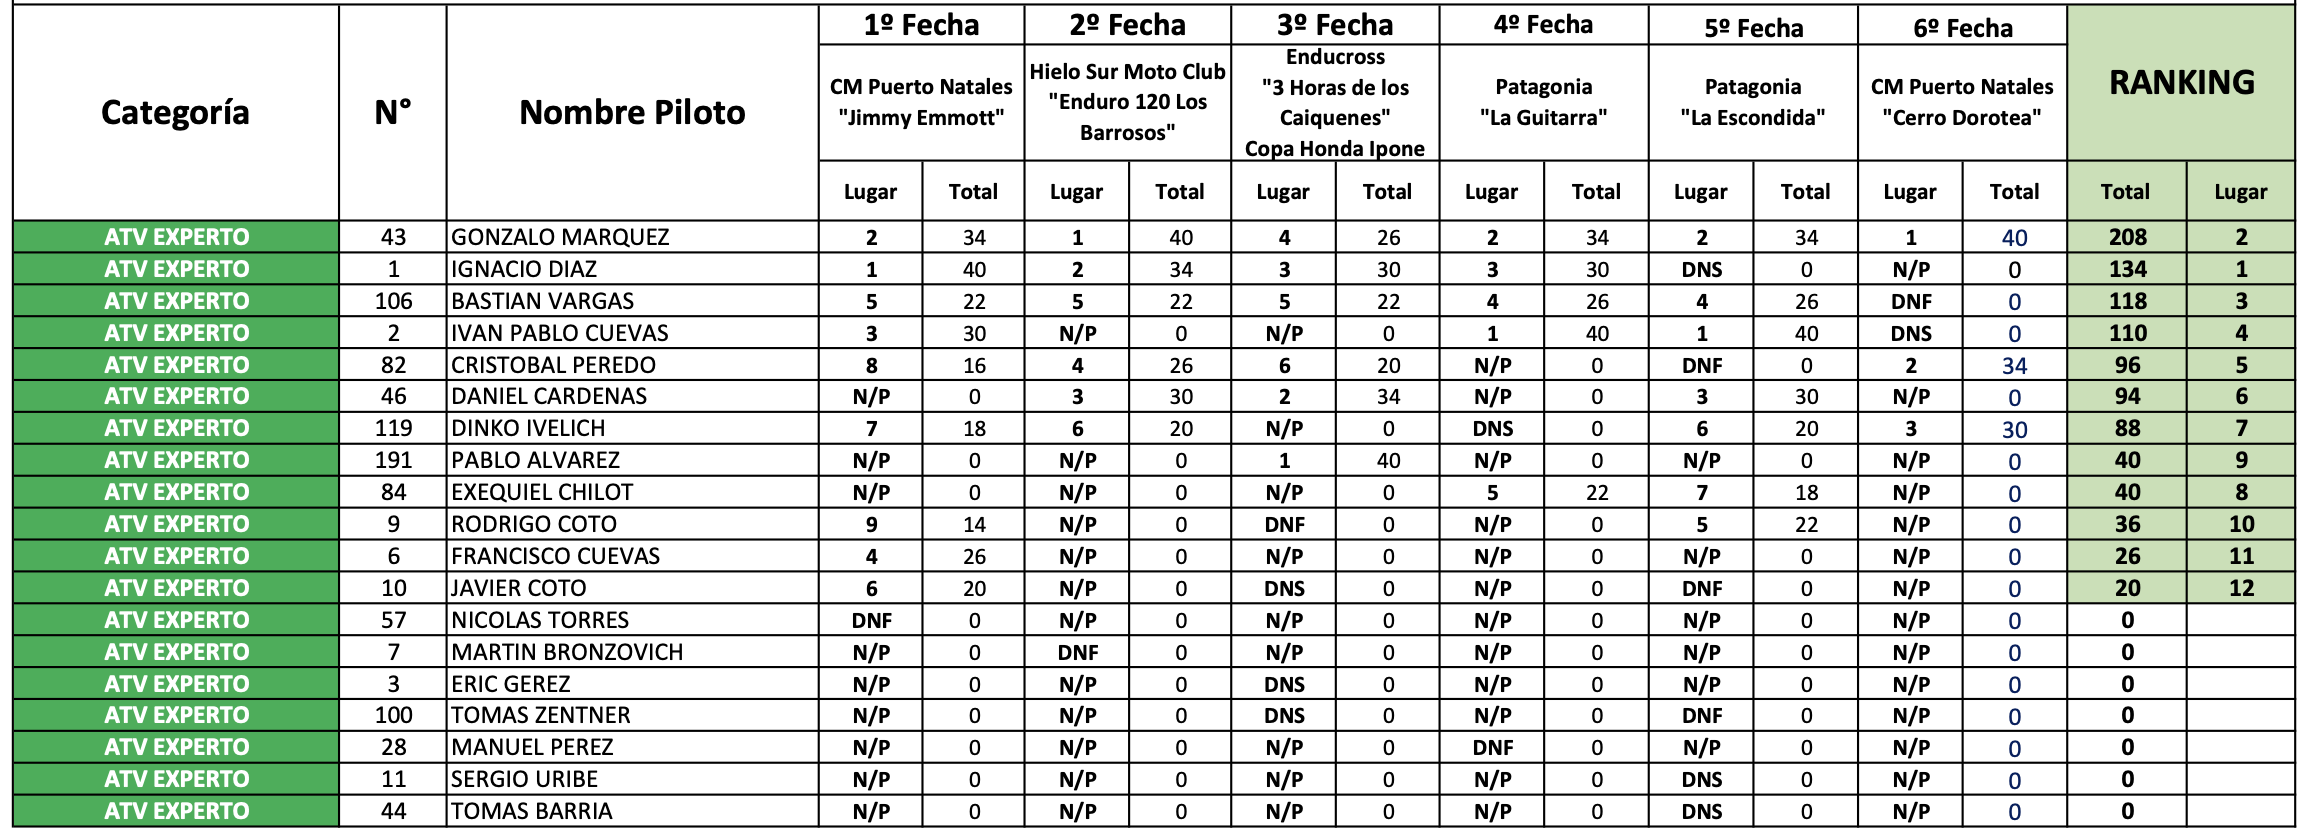 Categoría N° Nombre Piloto 1º Fecha 2º Fecha 3º Fecha 4º Fecha 5º Fecha 6º Fecha RANKING
CM Puerto Natales "Jimmy Emmott" Hielo Sur Moto Club "Enduro 120 Los Barrosos" Enducross "3 Horas de los Caiquenes" Copa Honda Ipone Patagonia "La Guitarra" Patagonia "La Escondida" CM Puerto Natales "Cerro Dorotea"
Lugar Total Lugar Total Lugar Total Lugar Total Lugar Total Lugar Total Total Lugar
ATV EXPERTO 43 GONZALO MARQUEZ 2 34 1 40 4 26 2 34 2 34 1 40 208 2
ATV EXPERTO 1 IGNACIO DIAZ 1 40 2 34 3 30 3 30 DNS 0 N/P 0 134 1
ATV EXPERTO 106 BASTIAN VARGAS 5 22 5 22 5 22 4 26 4 26 DNF 0 118 3
ATV EXPERTO 2 IVAN PABLO CUEVAS 3 30 N/P 0 N/P 0 1 40 1 40 DNS 0 110 4
ATV EXPERTO 82 CRISTOBAL PEREDO 8 16 4 26 6 20 N/P 0 DNF 0 2 34 96 5
ATV EXPERTO 46 DANIEL CARDENAS N/P 0 3 30 2 34 N/P 0 3 30 N/P 0 94 6
ATV EXPERTO 119 DINKO IVELICH 7 18 6 20 N/P 0 DNS 0 6 20 3 30 88 7
ATV EXPERTO 191 PABLO ALVAREZ N/P 0 N/P 0 1 40 N/P 0 N/P 0 N/P 0 40 9
ATV EXPERTO 84 EXEQUIEL CHILOT N/P 0 N/P 0 N/P 0 5 22 7 18 N/P 0 40 8
ATV EXPERTO 9 RODRIGO COTO 9 14 N/P 0 DNF 0 N/P 0 5 22 N/P 0 36 10
ATV EXPERTO 6 FRANCISCO CUEVAS 4 26 N/P 0 N/P 0 N/P 0 N/P 0 N/P 0 26 11
ATV EXPERTO 10 JAVIER COTO 6 20 N/P 0 DNS 0 N/P 0 DNF 0 N/P 0 20 12
ATV EXPERTO 57 NICOLAS TORRES DNF 0 N/P 0 N/P 0 N/P 0 N/P 0 N/P 0 0
ATV EXPERTO 7 MARTIN BRONZOVICH N/P 0 DNF 0 N/P 0 N/P 0 N/P 0 N/P 0 0
ATV EXPERTO 3 ERIC GEREZ N/P 0 N/P 0 DNS 0 N/P 0 N/P 0 N/P 0 0
ATV EXPERTO 100 TOMAS ZENTNER N/P 0 N/P 0 DNS 0 N/P 0 DNF 0 N/P 0 0
ATV EXPERTO 28 MANUEL PEREZ N/P 0 N/P 0 N/P 0 DNF 0 N/P 0 N/P 0 0
ATV EXPERTO 11 SERGIO URIBE N/P 0 N/P 0 N/P 0 N/P 0 DNS 0 N/P 0 0
ATV EXPERTO 44 TOMAS BARRIA N/P 0 N/P 0 N/P 0 N/P 0 DNS 0 N/P 0 0